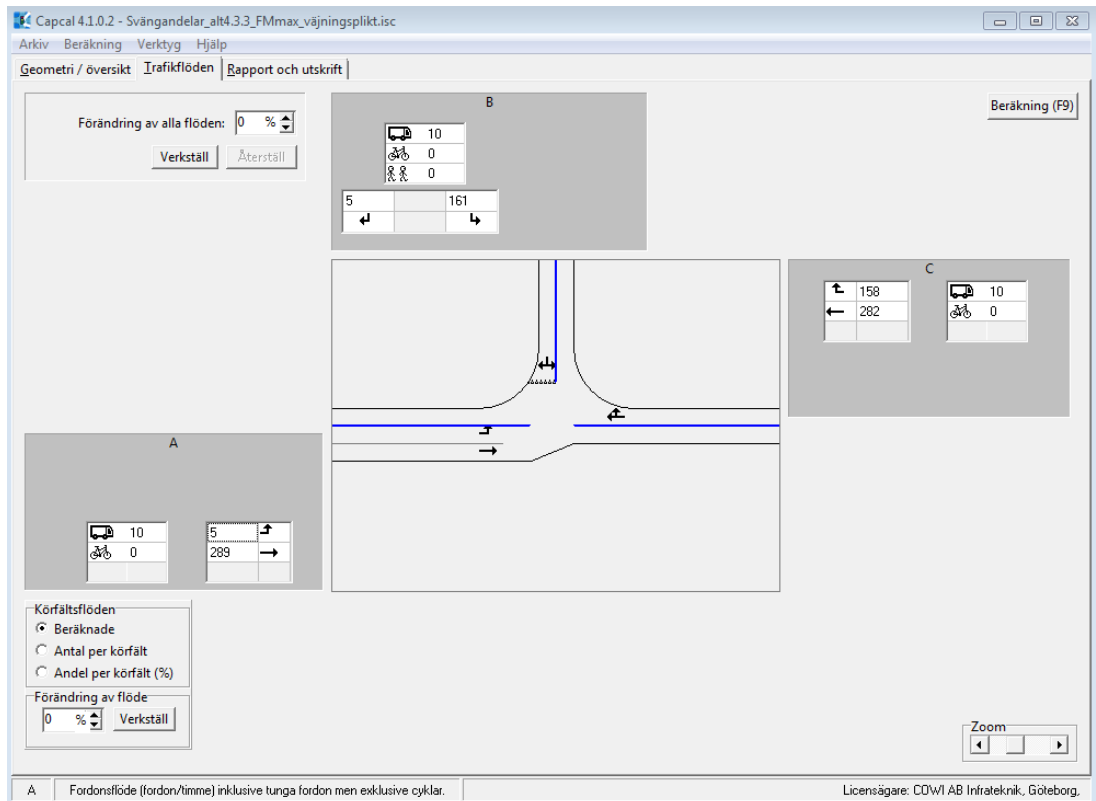 Capcal 4.1.0.2 - Svängandelar_alt4.3.3_FMmax_väjningsplikt.isc
Arkiv Beräkning Verktyg Hjälp
Geometri / översikt Trafikflöden Rapport och utskrift
Förändring av alla flöden: 0 %
Verkställ Återställ
B
10
0
0
5 161
Beräkning (F9)
C
158
282
10
0
A
10
0
5
289
Körfältsflöden
Beräknade
Antal per körfält
Andel per körfält (%)
Förändring av flöde
0 % Verkställ
Zoom
A Fordonsflöde (fordon/timme) inklusive tunga fordon men exklusive cyklar. Licensägare: COWI AB Infrateknik, Göteborg,